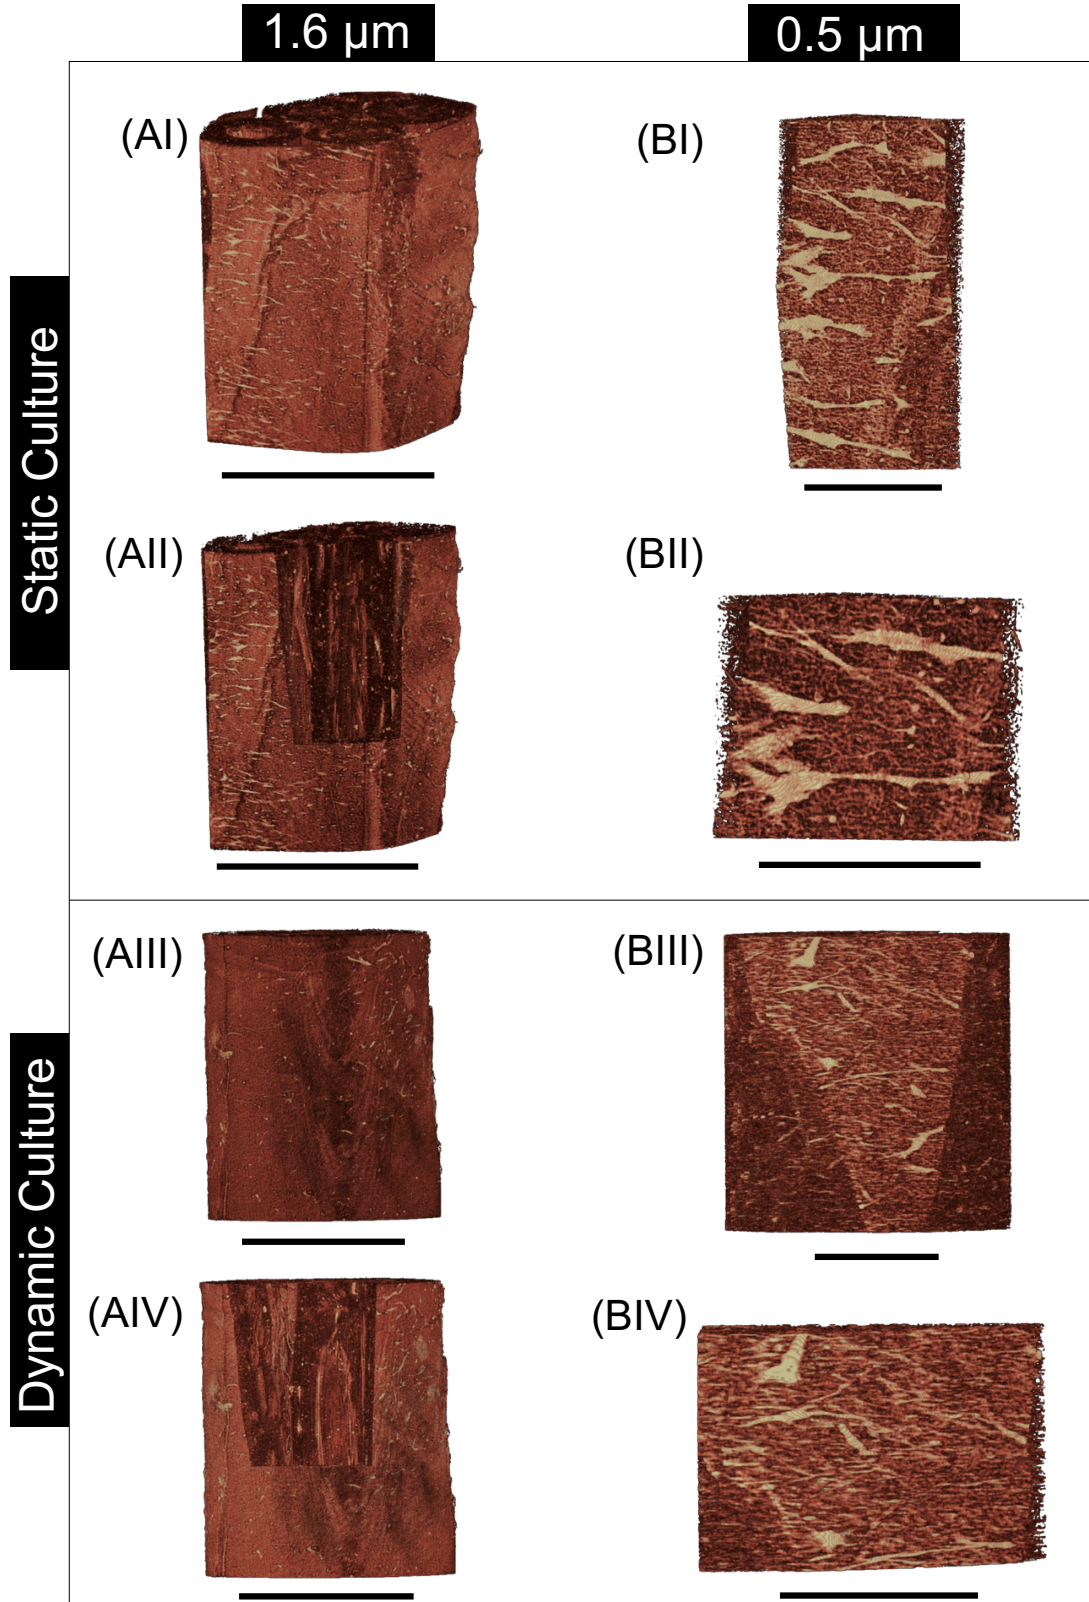 1.6 µm
0.5 µm
Static Culture
(AI)
(BI)
(AII)
(BII)
Dynamic Culture
(AIII)
(BIII)
(AIV)
(BIV)